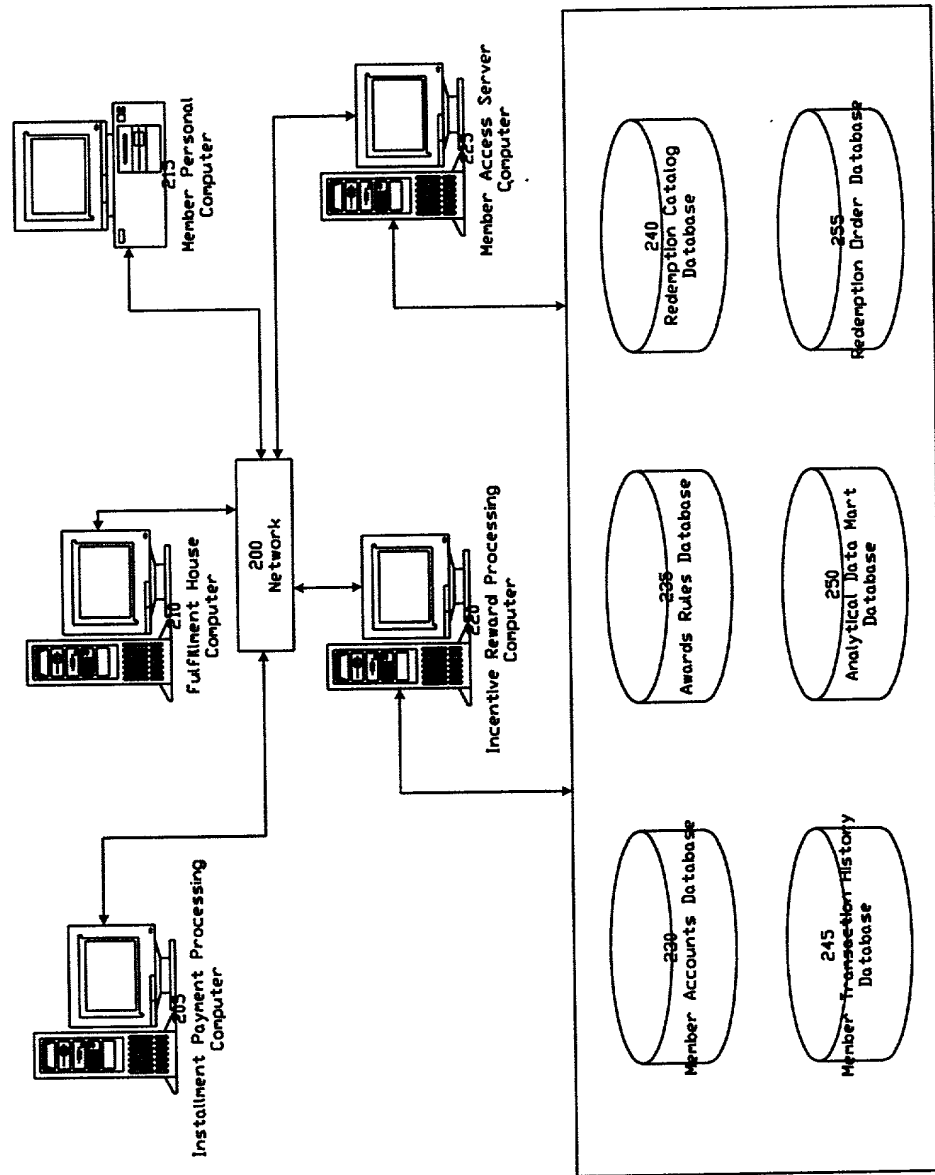 205
Installment Payment Processing
Computer
210
Fulfilment House
Computer
215
Member Personal
Computer
200
Network
220
Incentive Reward Processing
Computer
225
Member Access Server
Computer
230
Member Accounts Database
235
Awards Rules Database
240
Redemption Catalog
Database
245
Member Transaction History
Database
250
Analytical Data Mart
Database
255
Redemption Order Database